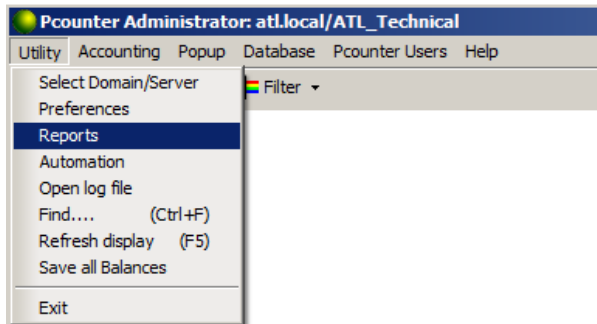 Pcounter Administrator: atl.local/ATL_Technical
Utility Accounting Popup Database Pcounter Users Help
Select Domain/Server
Filter
Preferences
Reports
Automation
Open log file
Find.... (Ctrl+F)
Refresh display (F5)
Save all Balances
Exit